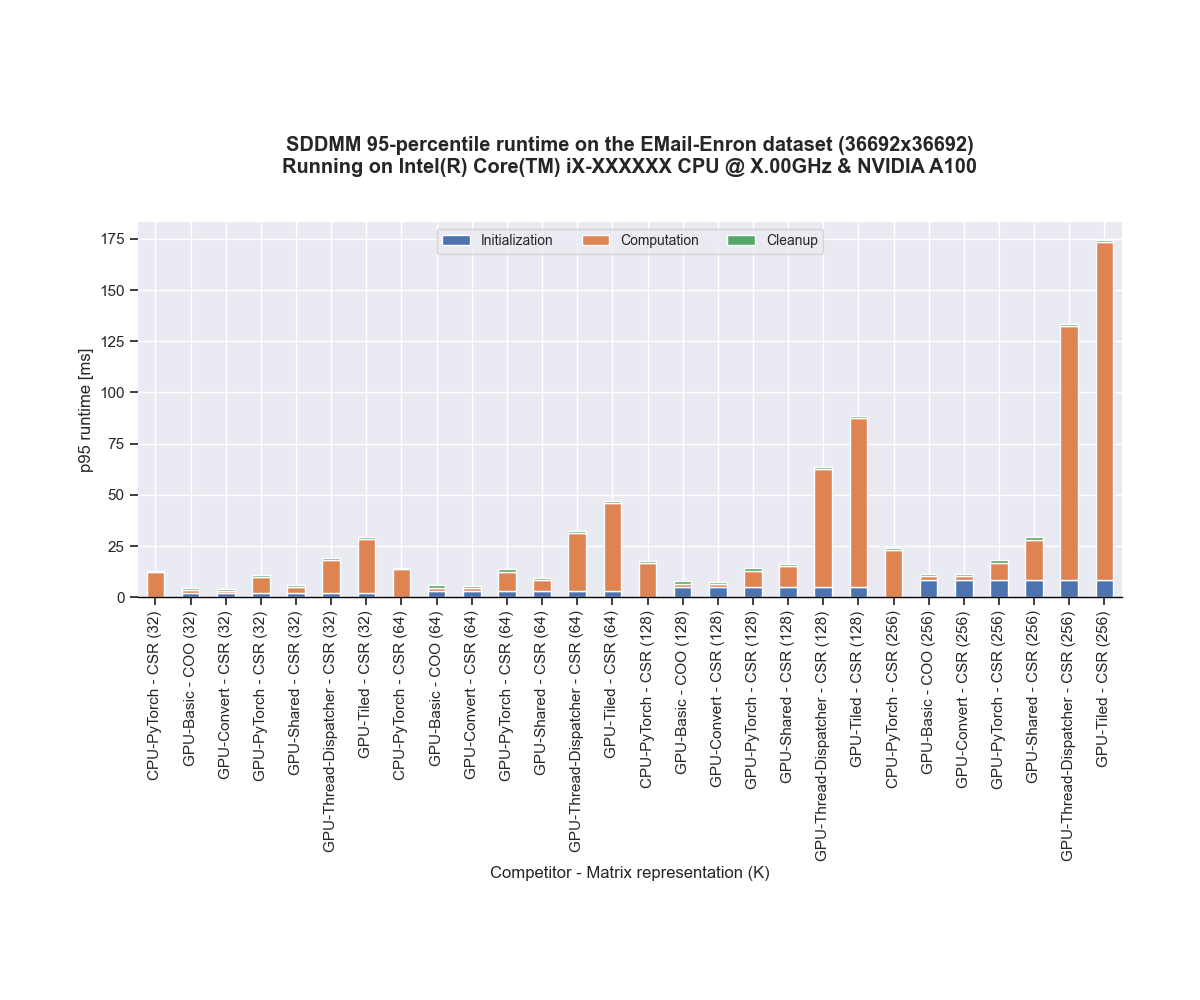 SDDMM 95-percentile runtime on the EMail-Enron dataset (36692x36692)
Running on Intel(R) Core(TM) iX-XXXXXX CPU @ X.00GHz & NVIDIA A100
Initialization
Computation
Cleanup
p95 runtime [ms]
175
150
125
100
75
50
25
0
CPU-PyTorch - CSR (32)
GPU-Basic - COO (32)
GPU-Convert - CSR (32)
GPU-PyTorch - CSR (32)
GPU-Shared - CSR (32)
GPU-Thread-Dispatcher - CSR (32)
GPU-Tiled - CSR (32)
CPU-PyTorch - CSR (64)
GPU-Basic - COO (64)
GPU-Convert - CSR (64)
GPU-PyTorch - CSR (64)
GPU-Shared - CSR (64)
GPU-Thread-Dispatcher - CSR (64)
GPU-Tiled - CSR (64)
CPU-PyTorch - CSR (128)
GPU-Basic - COO (128)
GPU-Convert - CSR (128)
GPU-PyTorch - CSR (128)
GPU-Shared - CSR (128)
GPU-Thread-Dispatcher - CSR (128)
GPU-Tiled - CSR (128)
CPU-PyTorch - CSR (256)
GPU-Basic - COO (256)
GPU-Convert - CSR (256)
GPU-PyTorch - CSR (256)
GPU-Shared - CSR (256)
GPU-Thread-Dispatcher - CSR (256)
GPU-Tiled - CSR (256)
Competitor - Matrix representation (K)